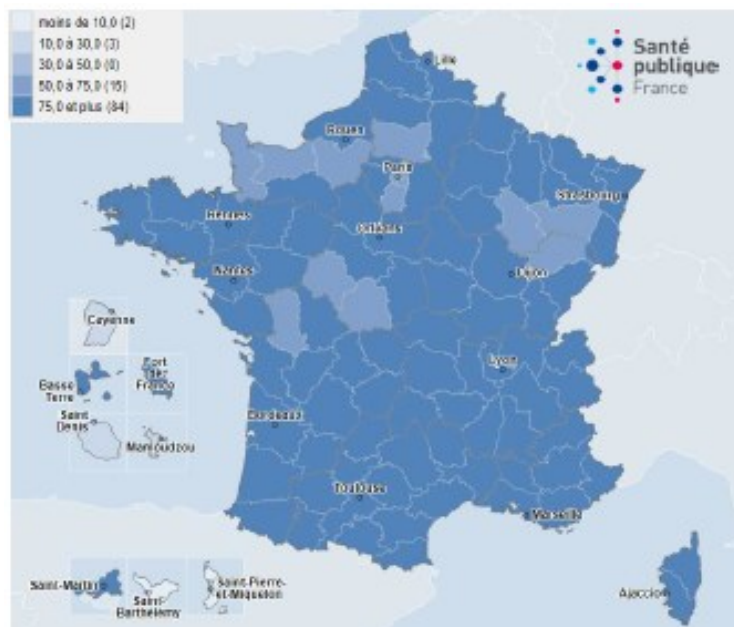 moins de 10,0 (2)
10,0 à 30,0 (3)
30,0 à 50,0 (0)
50,0 à 75,0 (15)
75,0 et plus (84)
Santé
publique
France
Lille
Rouen
Paris
Strasbourg
Rennes
Orléans
Nantes
Dijon
Cayenne
Lyon
Basse
Terre
Fort
France
Saint
Denis
Mamoudzou
Bordeaux
Toulouse
Marseille
Saint-Martin
Saint-
Barthélemy
Saint-Pierre-
et-Miquelon
Ajaccio